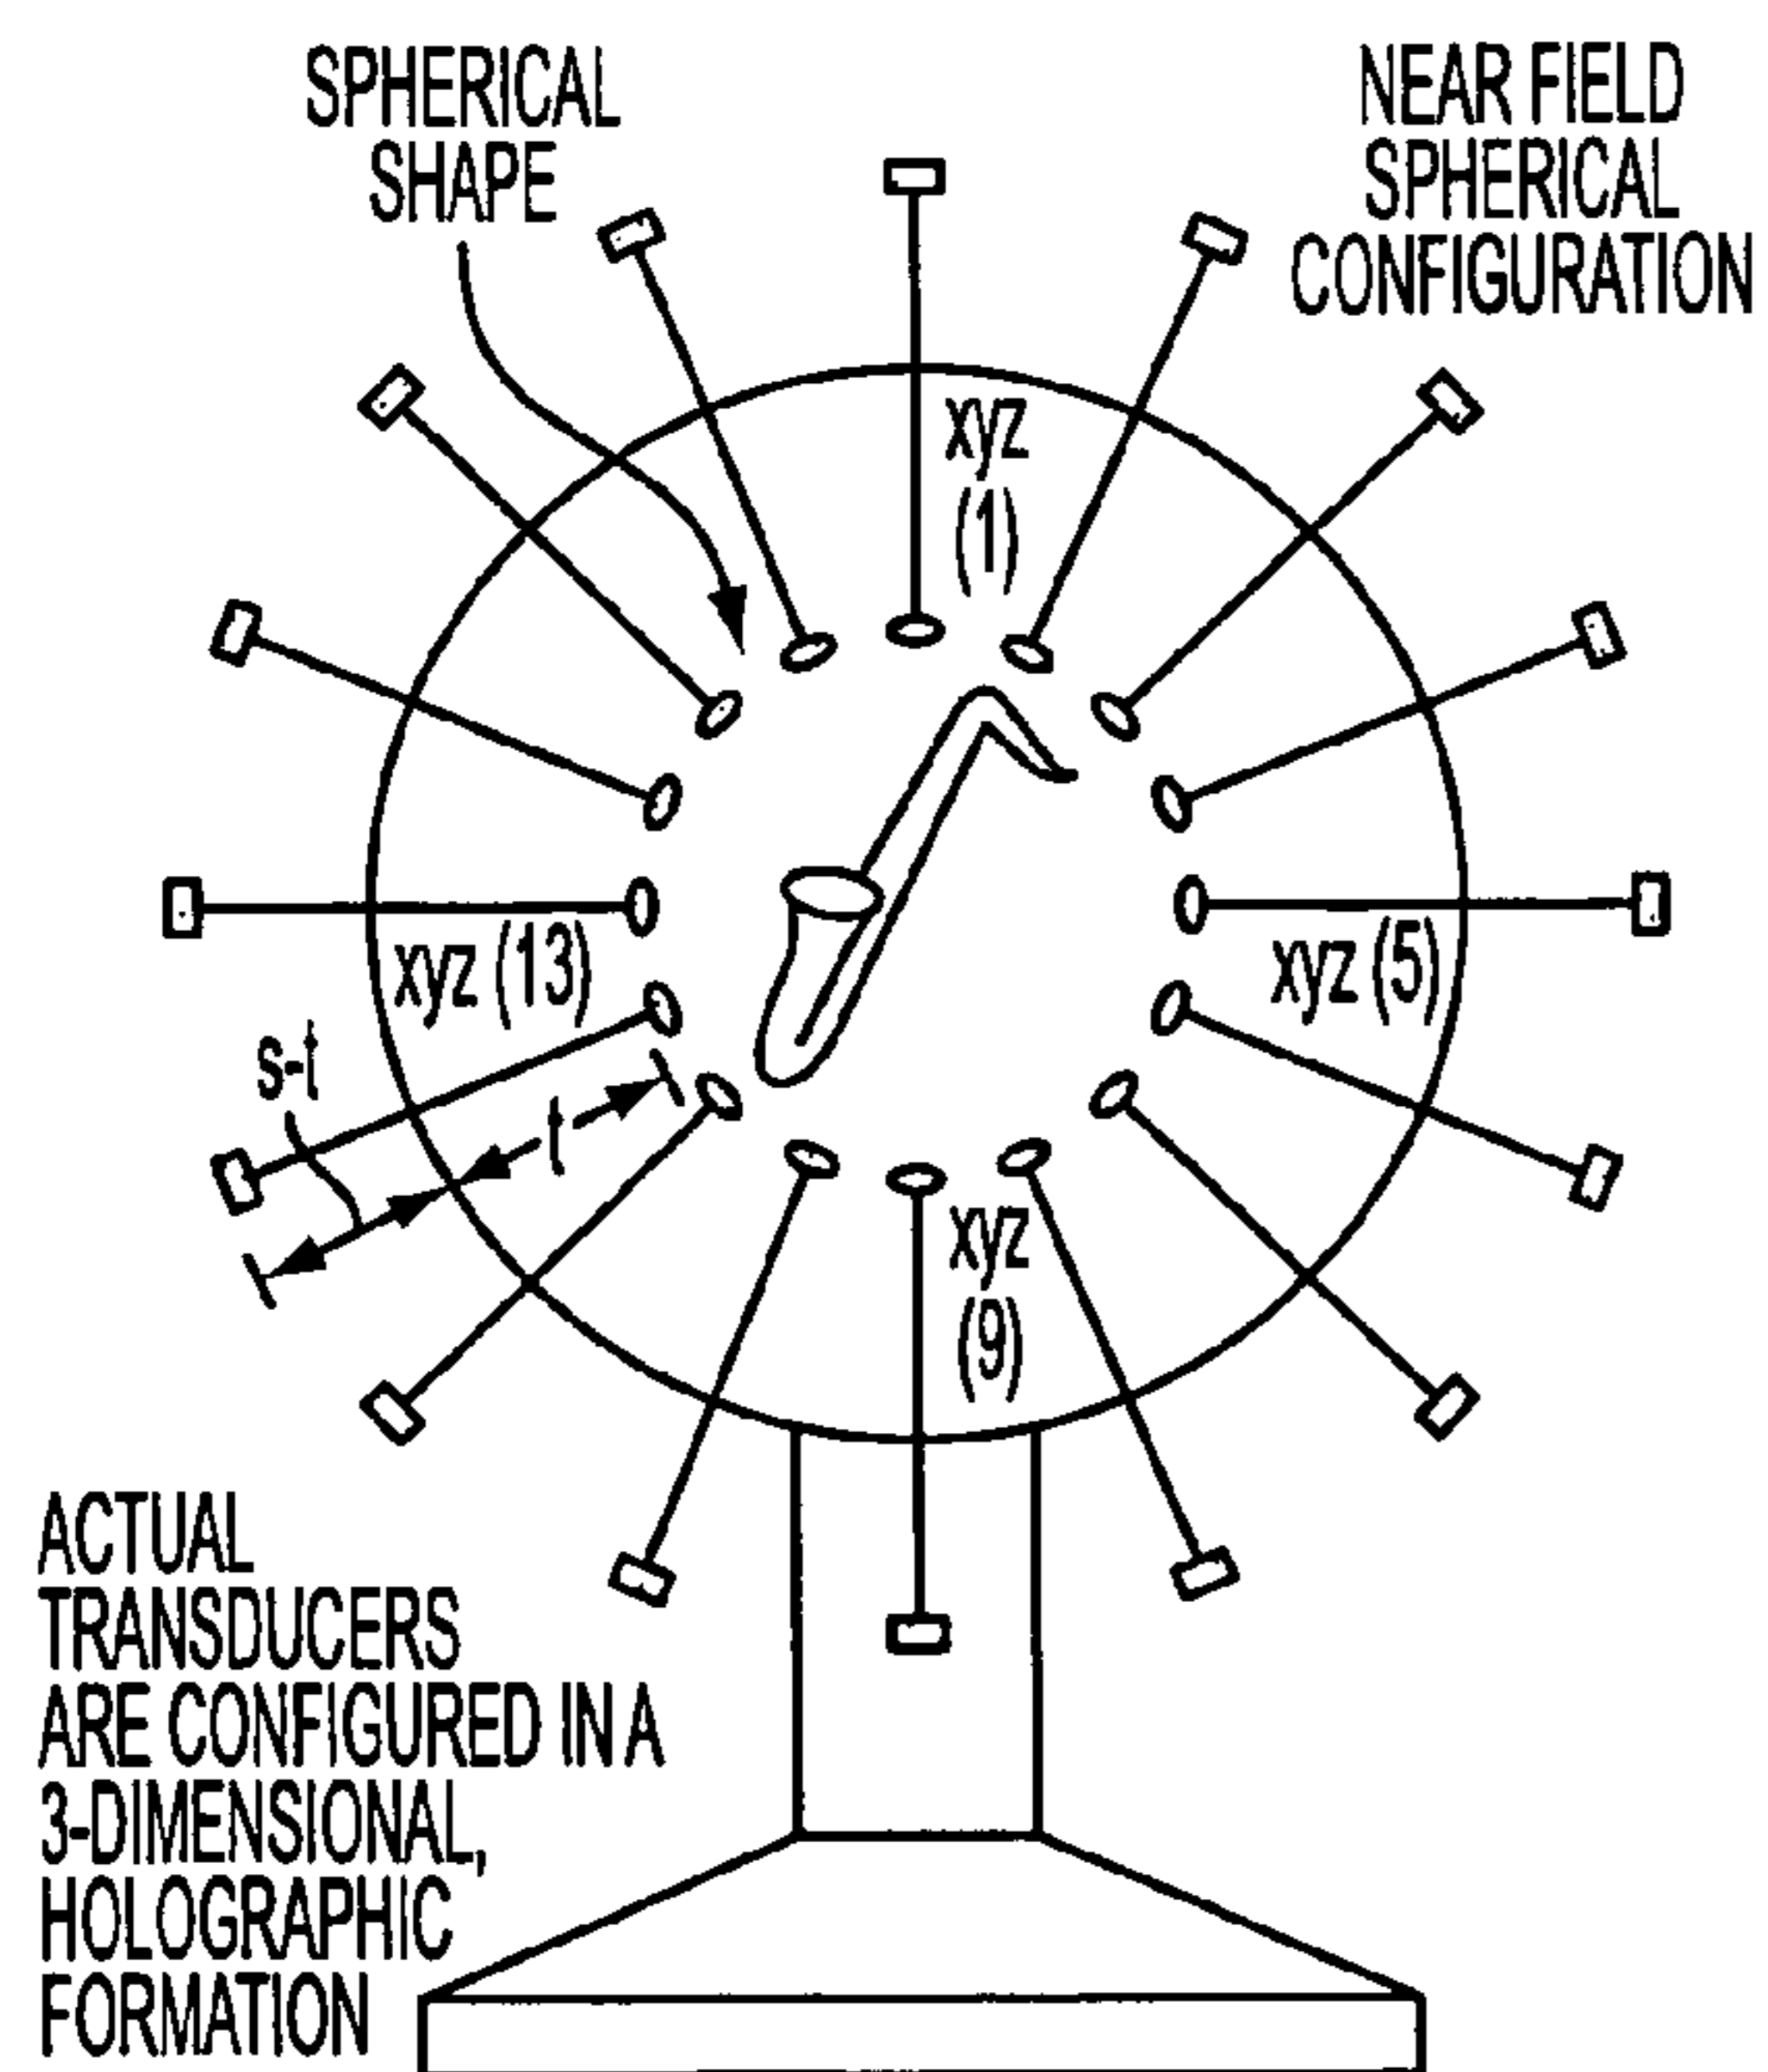 SPHERICAL
SHAPE
NEAR FIELD
SPHERICAL
CONFIGURATION
xyz
(1)
xyz (13)
xyz (5)
s-t
t
xyz
(9)
ACTUAL
TRANSDUCERS
ARE CONFIGURED IN A
3-DIMENSIONAL,
HOLOGRAPHIC
FORMATION